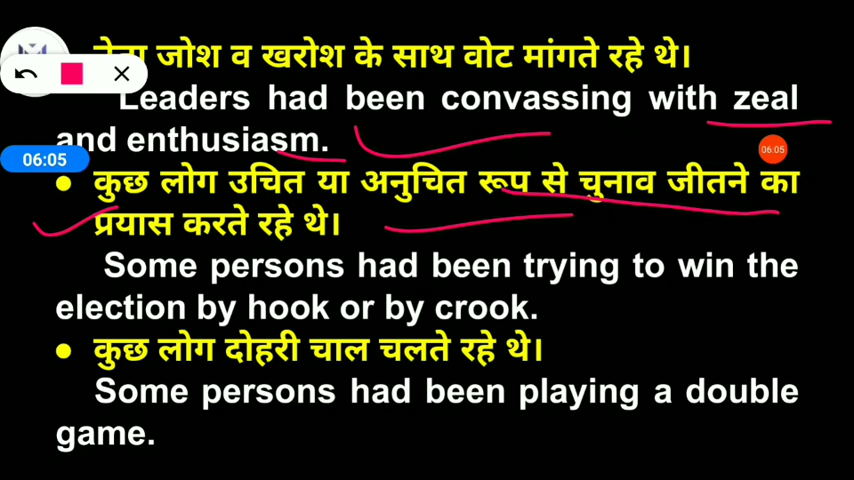 जोश व खरोश के साथ वोट मांगते रहे थे।
Leaders had been convassing with zeal
and enthusiasm.
06:05
06:05
• कुछ लोग उचित या अनुचित रूप से चुनाव जीतने का
प्रयास करते रहे थे।
Some persons had been trying to win the
election by hook or by crook.
• कुछ लोग दोहरी चाल चलते रहे थे।
Some persons had been playing a double
game.